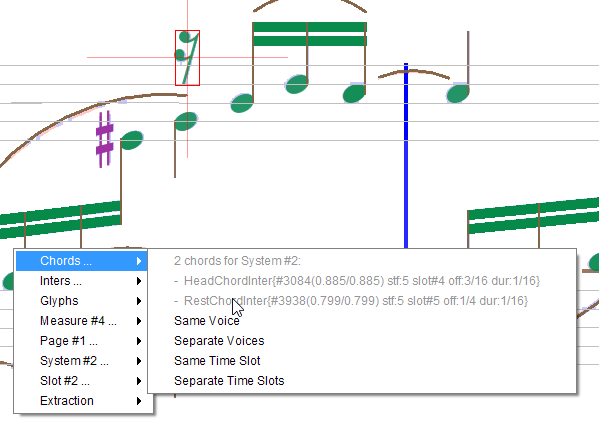 Chords ...
Inters ...
Glyphs
Measure #4 ...
Page #1 ...
System #2 ...
Slot #2 ...
Extraction
2 chords for System #2:
- HeadChordInter{#3084(0.885/0.885) stf:5 slot#4 off:3/16 dur:1/16}
- RestChordInter{#3938(0.799/0.799) stf:5 slot#5 off:1/4 dur:1/16}
Same Voice
Separate Voices
Same Time Slot
Separate Time Slots